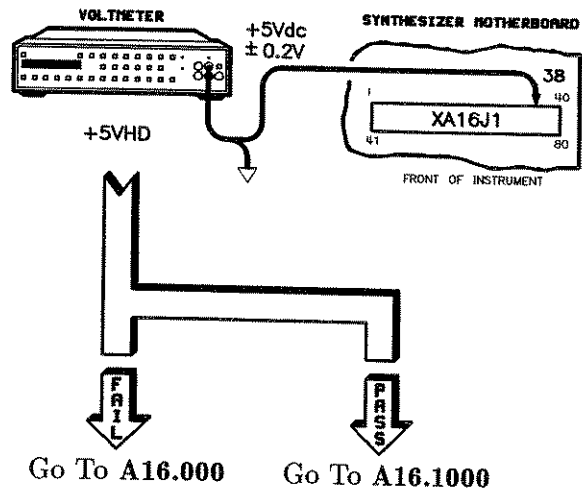 VOLTMETER
+5Vdc
± 0.2V
SYNTHESIZER MOTHERBOARD
38
1
40
XA16J1
41
80
+5VHD
FRONT OF INSTRUMENT
FAIL
PASS
Go To A16.000
Go To A16.1000